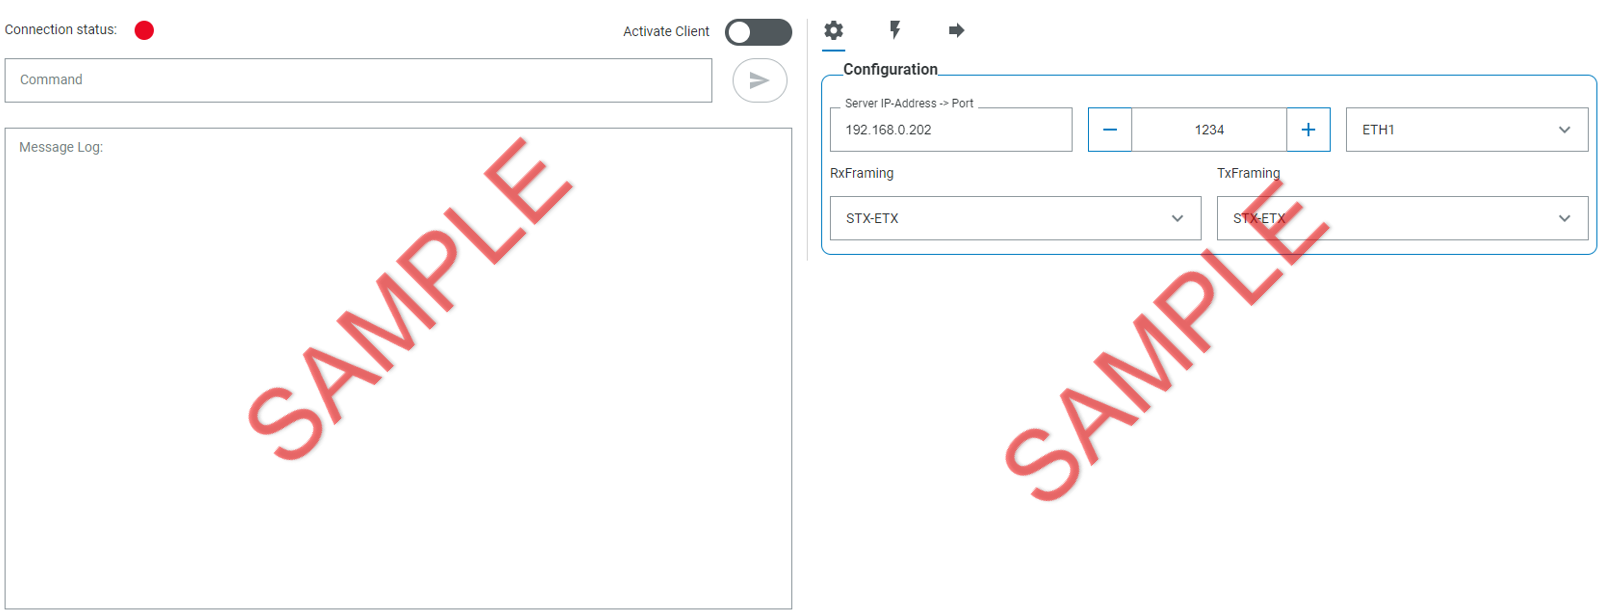 Connection status:
Activate Client
Command
Message Log:
SAMPLE
Configuration
Server IP-Address -> Port
192.168.0.202
1234
ETH1
RxFraming
TxFraming
STX-ETX
STX-ETX
SAMPLE